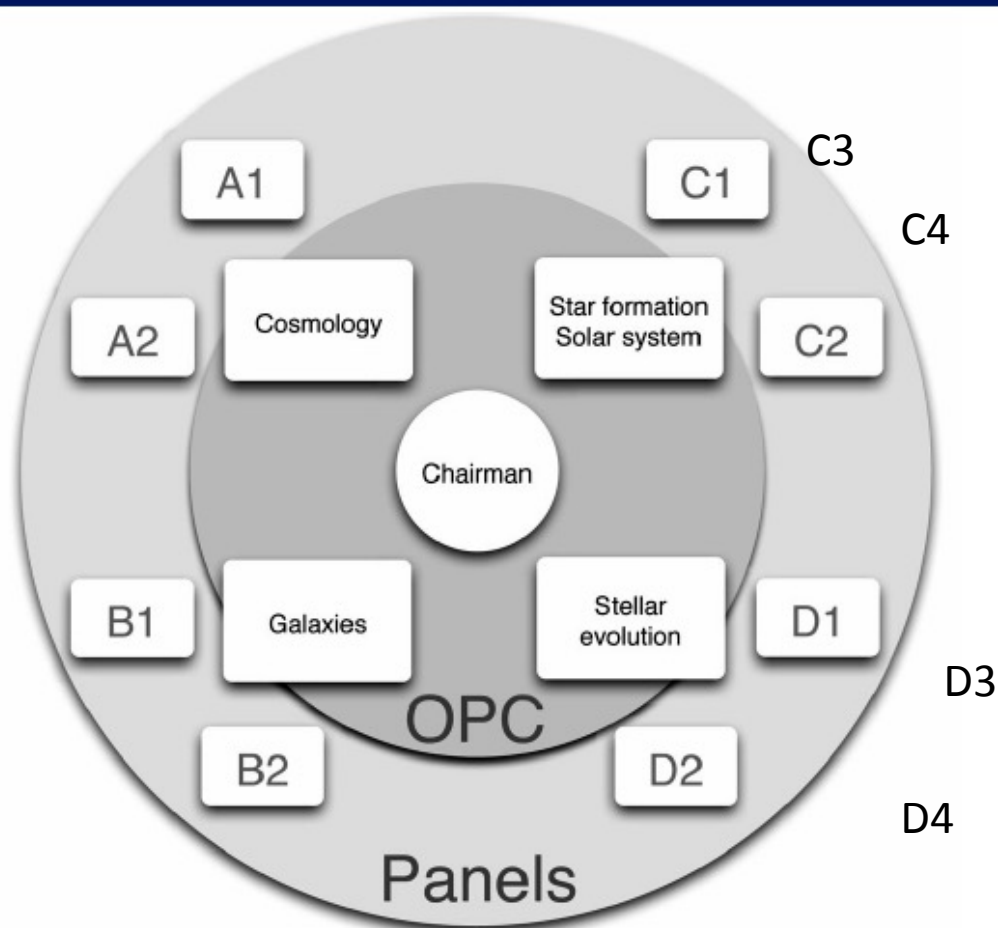 A1
C1
C3
C4
Cosmology
Star formation
Solar system
A2
C2
Chairman
B1
Galaxies
Stellar
evolution
D1
D3
OPC
B2
D2
D4
Panels